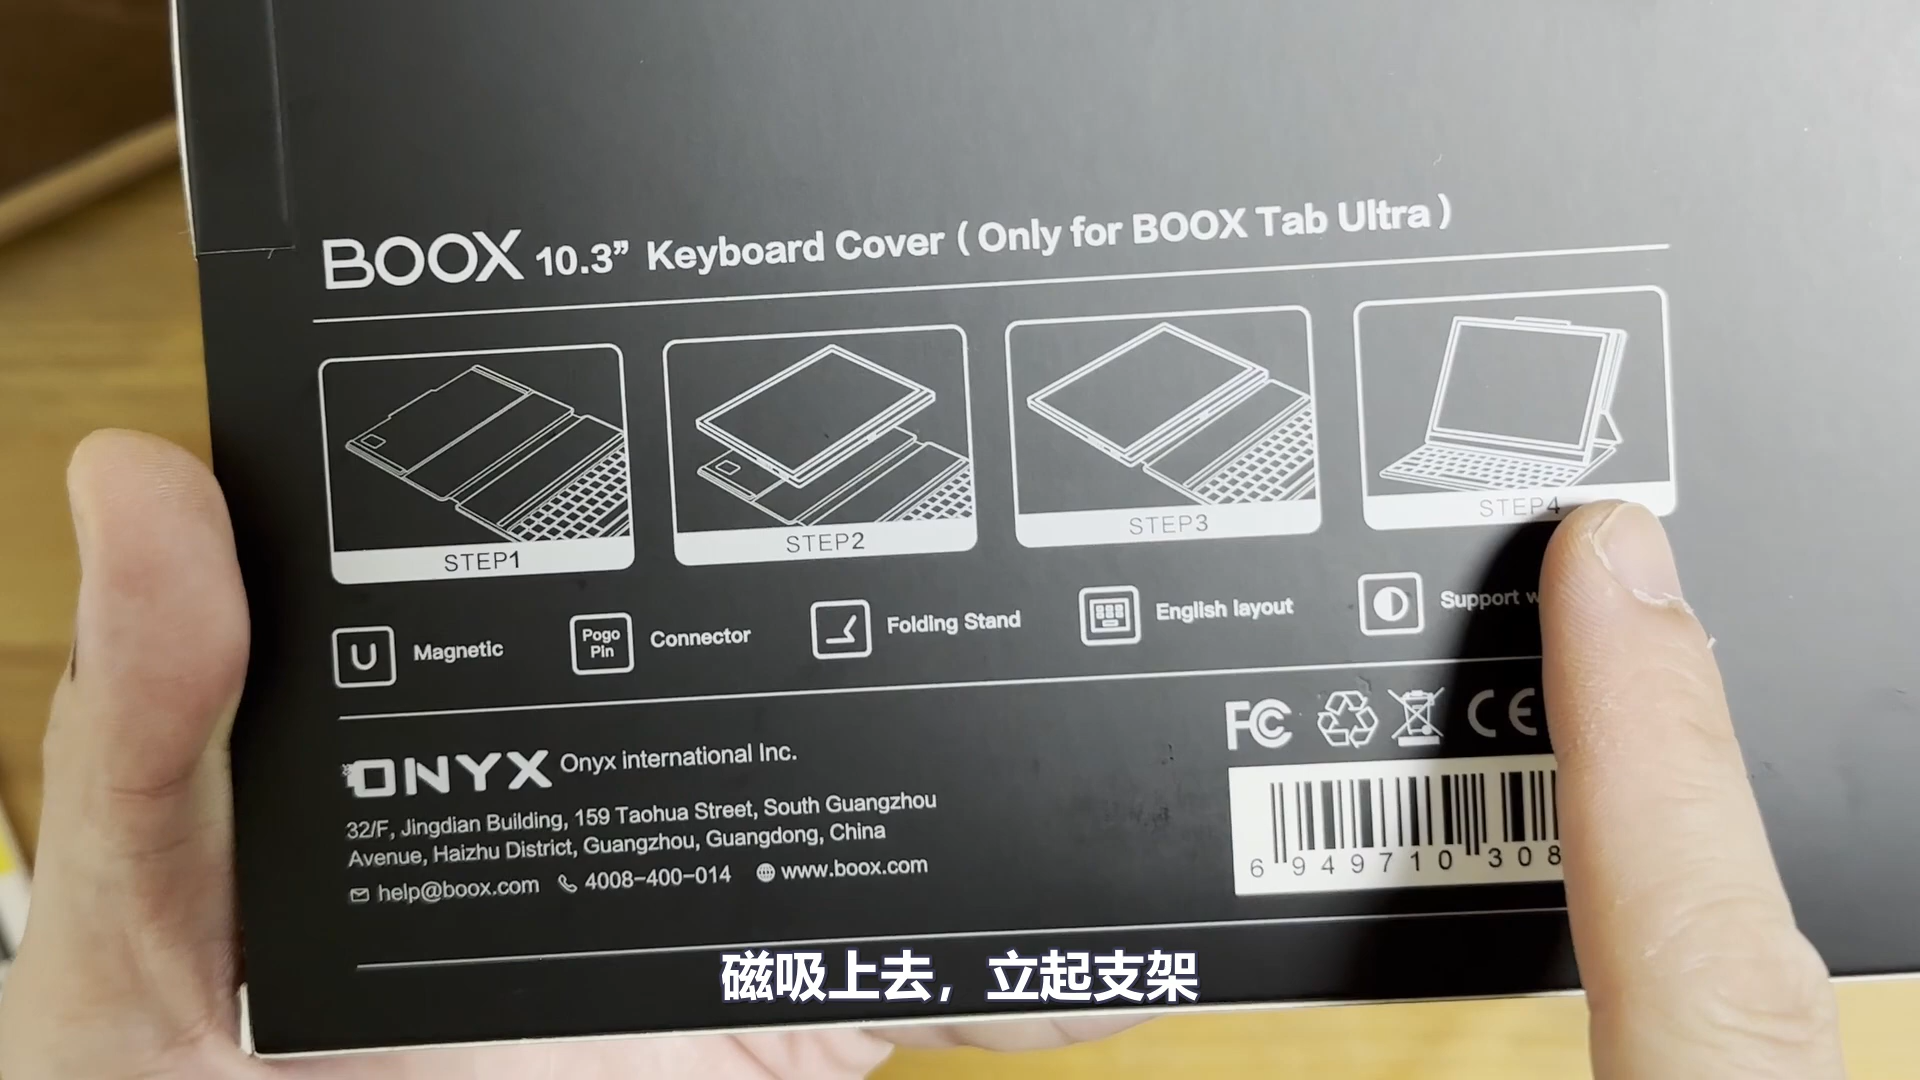 BOOX 10.3” Keyboard Cover ( Only for BOOX Tab Ultra )
STEP1
STEP2
STEP3
STEP4
Magnetic
Pogo Pin Connector
Folding Stand
English layout
Support
FC
CE
ONYX Onyx international Inc.
32/F, Jingdian Building, 159 Taohua Street, South Guangzhou
Avenue, Haizhu District, Guangzhou, Guangdong, China
help@boox.com 4008-400-014 www.boox.com
6 949710 308
磁吸上去，立起支架